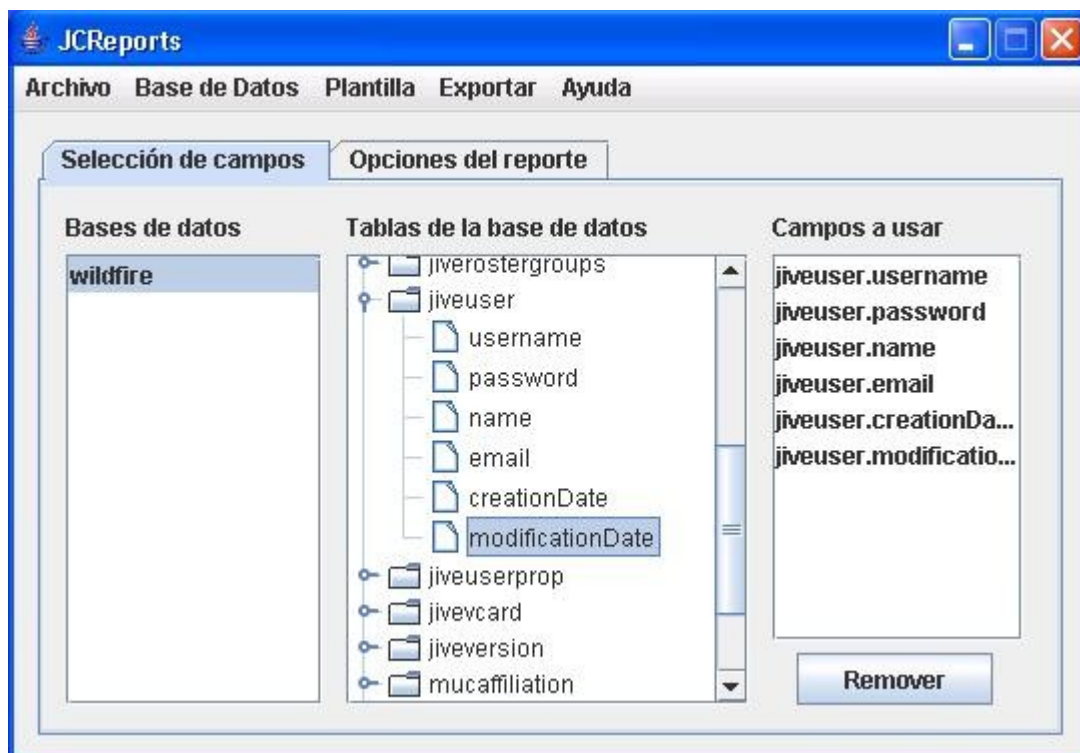 JCReports
Archivo Base de Datos Plantilla Exportar Ayuda
Selección de campos Opciones del reporte
Bases de datos
wildfire
Tablas de la base de datos
jiverostergroups
jiveuser
username
password
name
email
creationDate
modificationDate
jiveuserprop
jivevcard
jiveversion
mucaffiliation
Campos a usar
jiveuser.username
jiveuser.password
jiveuser.name
jiveuser.email
jiveuser.creationDa...
jiveuser.modificatio...
Remover